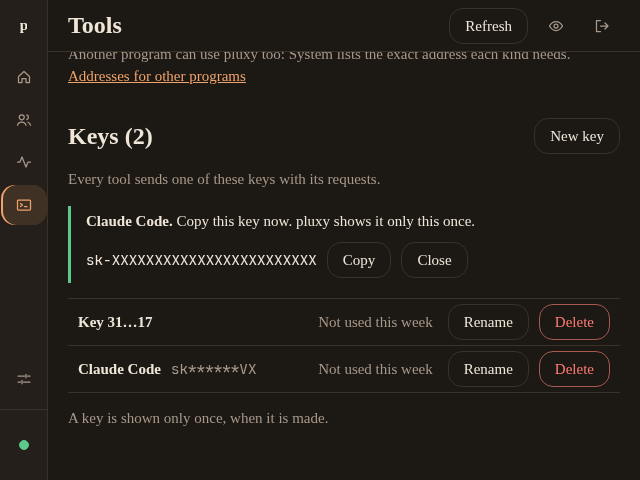 p
Tools
Refresh
Another program can use pluxy too: System lists the exact address each kind needs.
Addresses for other programs
Keys (2)
New key
Every tool sends one of these keys with its requests.
Claude Code. Copy this key now. pluxy shows it only this once.
sk-XXXXXXXXXXXXXXXXXXXXXXXX
Copy
Close
Key 31…17
Not used this week
Rename
Delete
Claude Code sk******VX
Not used this week
Rename
Delete
A key is shown only once, when it is made.